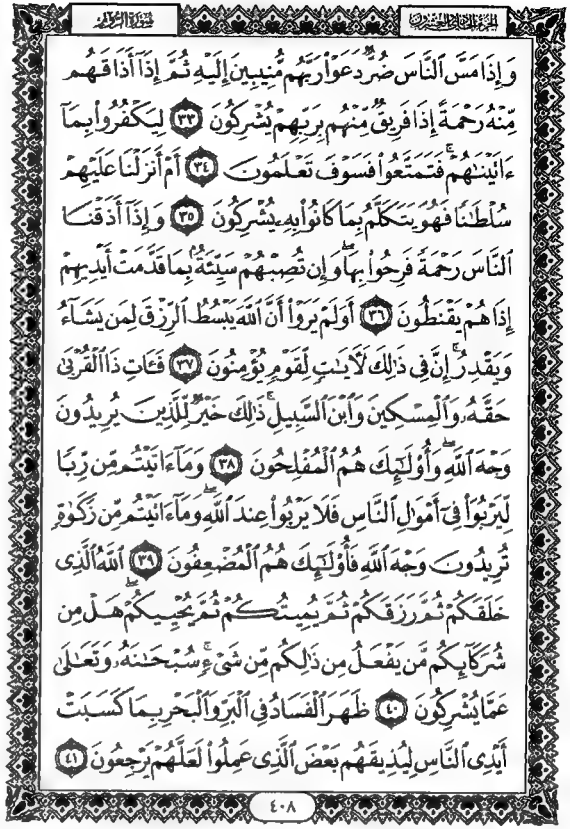 الجزء الحادي والعشرون
سورة الروم
وَإِذَا مَسَّ ٱلنَّاسَ ضُرٌّ دَعَوْا۟ رَبَّهُم مُّنِيبِينَ إِلَيْهِ ثُمَّ إِذَآ أَذَاقَهُم
مِّنْهُ رَحْمَةً إِذَا فَرِيقٌ مِّنْهُم بِرَبِّهِمْ يُشْرِكُونَ ٣٣ لِيَكْفُرُوا۟ بِمَآ
ءَاتَيْنَٰهُمْ ۚ فَتَمَتَّعُوا۟ فَسَوْفَ تَعْلَمُونَ ٣٤ أَمْ أَنزَلْنَا عَلَيْهِمْ
سُلْطَٰنًا فَهُوَ يَتَكَلَّمُ بِمَا كَانُوا۟ بِهِۦ يُشْرِكُونَ ٣٥ وَإِذَآ أَذَقْنَا
ٱلنَّاسَ رَحْمَةً فَرِحُوا۟ بِهَا ۖ وَإِن تُصِبْهُمْ سَيِّئَةٌۢ بِمَا قَدَّمَتْ أَيْدِيهِمْ
إِذَا هُمْ يَقْنَطُونَ ٣٦ أَوَلَمْ يَرَوْا۟ أَنَّ ٱللَّهَ يَبْسُطُ ٱلرِّزْقَ لِمَن يَشَآءُ
وَيَقْدِرُ ۚ إِنَّ فِى ذَٰلِكَ لَءَايَٰتٍ لِّقَوْمٍ يُؤْمِنُونَ ٣٧ فَـَٔاتِ ذَا ٱلْقُرْبَىٰ
حَقَّهُۥ وَٱلْمِسْكِينَ وَٱبْنَ ٱلسَّبِيلِ ۚ ذَٰلِكَ خَيْرٌ لِّلَّذِينَ يُرِيدُونَ
وَجْهَ ٱللَّهِ ۖ وَأُو۟لَٰٓئِكَ هُمُ ٱلْمُفْلِحُونَ ٣٨ وَمَآ ءَاتَيْتُم مِّن رِّبًا
لِّيَرْبُوَا۟ فِىٓ أَمْوَٰلِ ٱلنَّاسِ فَلَا يَرْبُوا۟ عِندَ ٱللَّهِ ۖ وَمَآ ءَاتَيْتُم مِّن زَكَوٰةٍ
تُرِيدُونَ وَجْهَ ٱللَّهِ فَأُو۟لَٰٓئِكَ هُمُ ٱلْمُضْعِفُونَ ٣٩ ٱللَّهُ ٱلَّذِى
خَلَقَكُمْ ثُمَّ رَزَقَكُمْ ثُمَّ يُمِيتُكُمْ ثُمَّ يُحْيِيكُمْ ۖ هَلْ مِن
شُرَكَآئِكُم مَّن يَفْعَلُ مِن ذَٰلِكُم مِّن شَىْءٍ ۚ سُبْحَٰنَهُۥ وَتَعَٰلَىٰ
عَمَّا يُشْرِكُونَ ٤٠ ظَهَرَ ٱلْفَسَادُ فِى ٱلْبَرِّ وَٱلْبَحْرِ بِمَا كَسَبَتْ
أَيْدِى ٱلنَّاسِ لِيُذِيقَهُم بَعْضَ ٱلَّذِى عَمِلُوا۟ لَعَلَّهُمْ يَرْجِعُونَ ٤١
٤٠٨